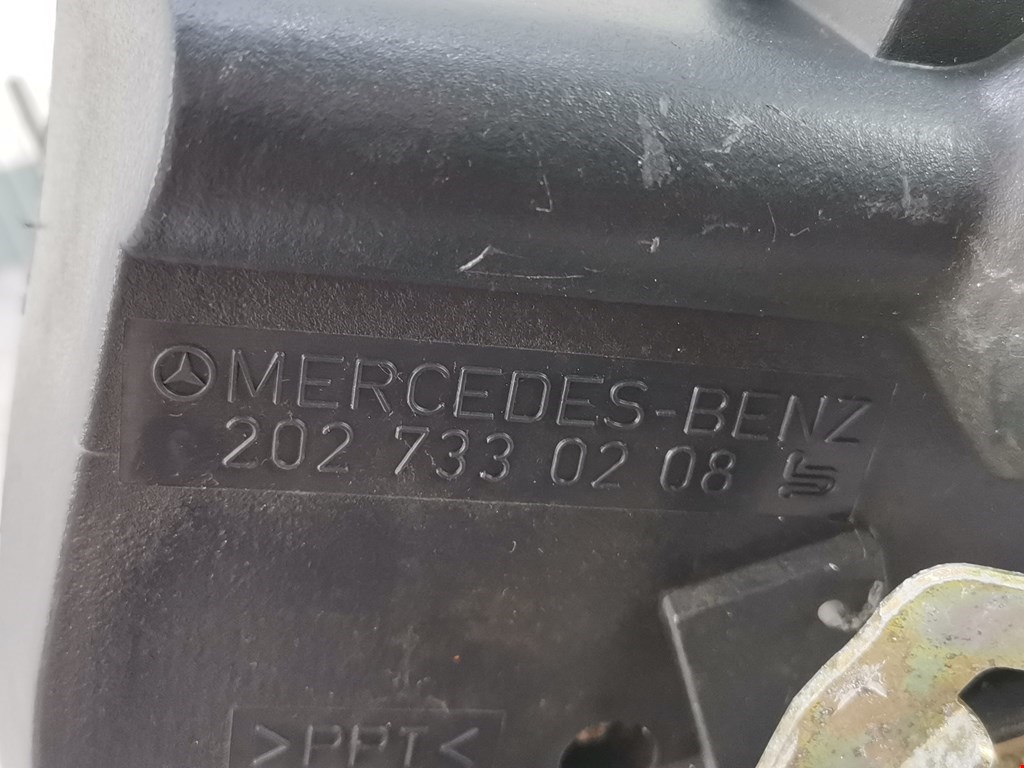 MERCEDES-BENZ
202 733 02 08
>PPT<